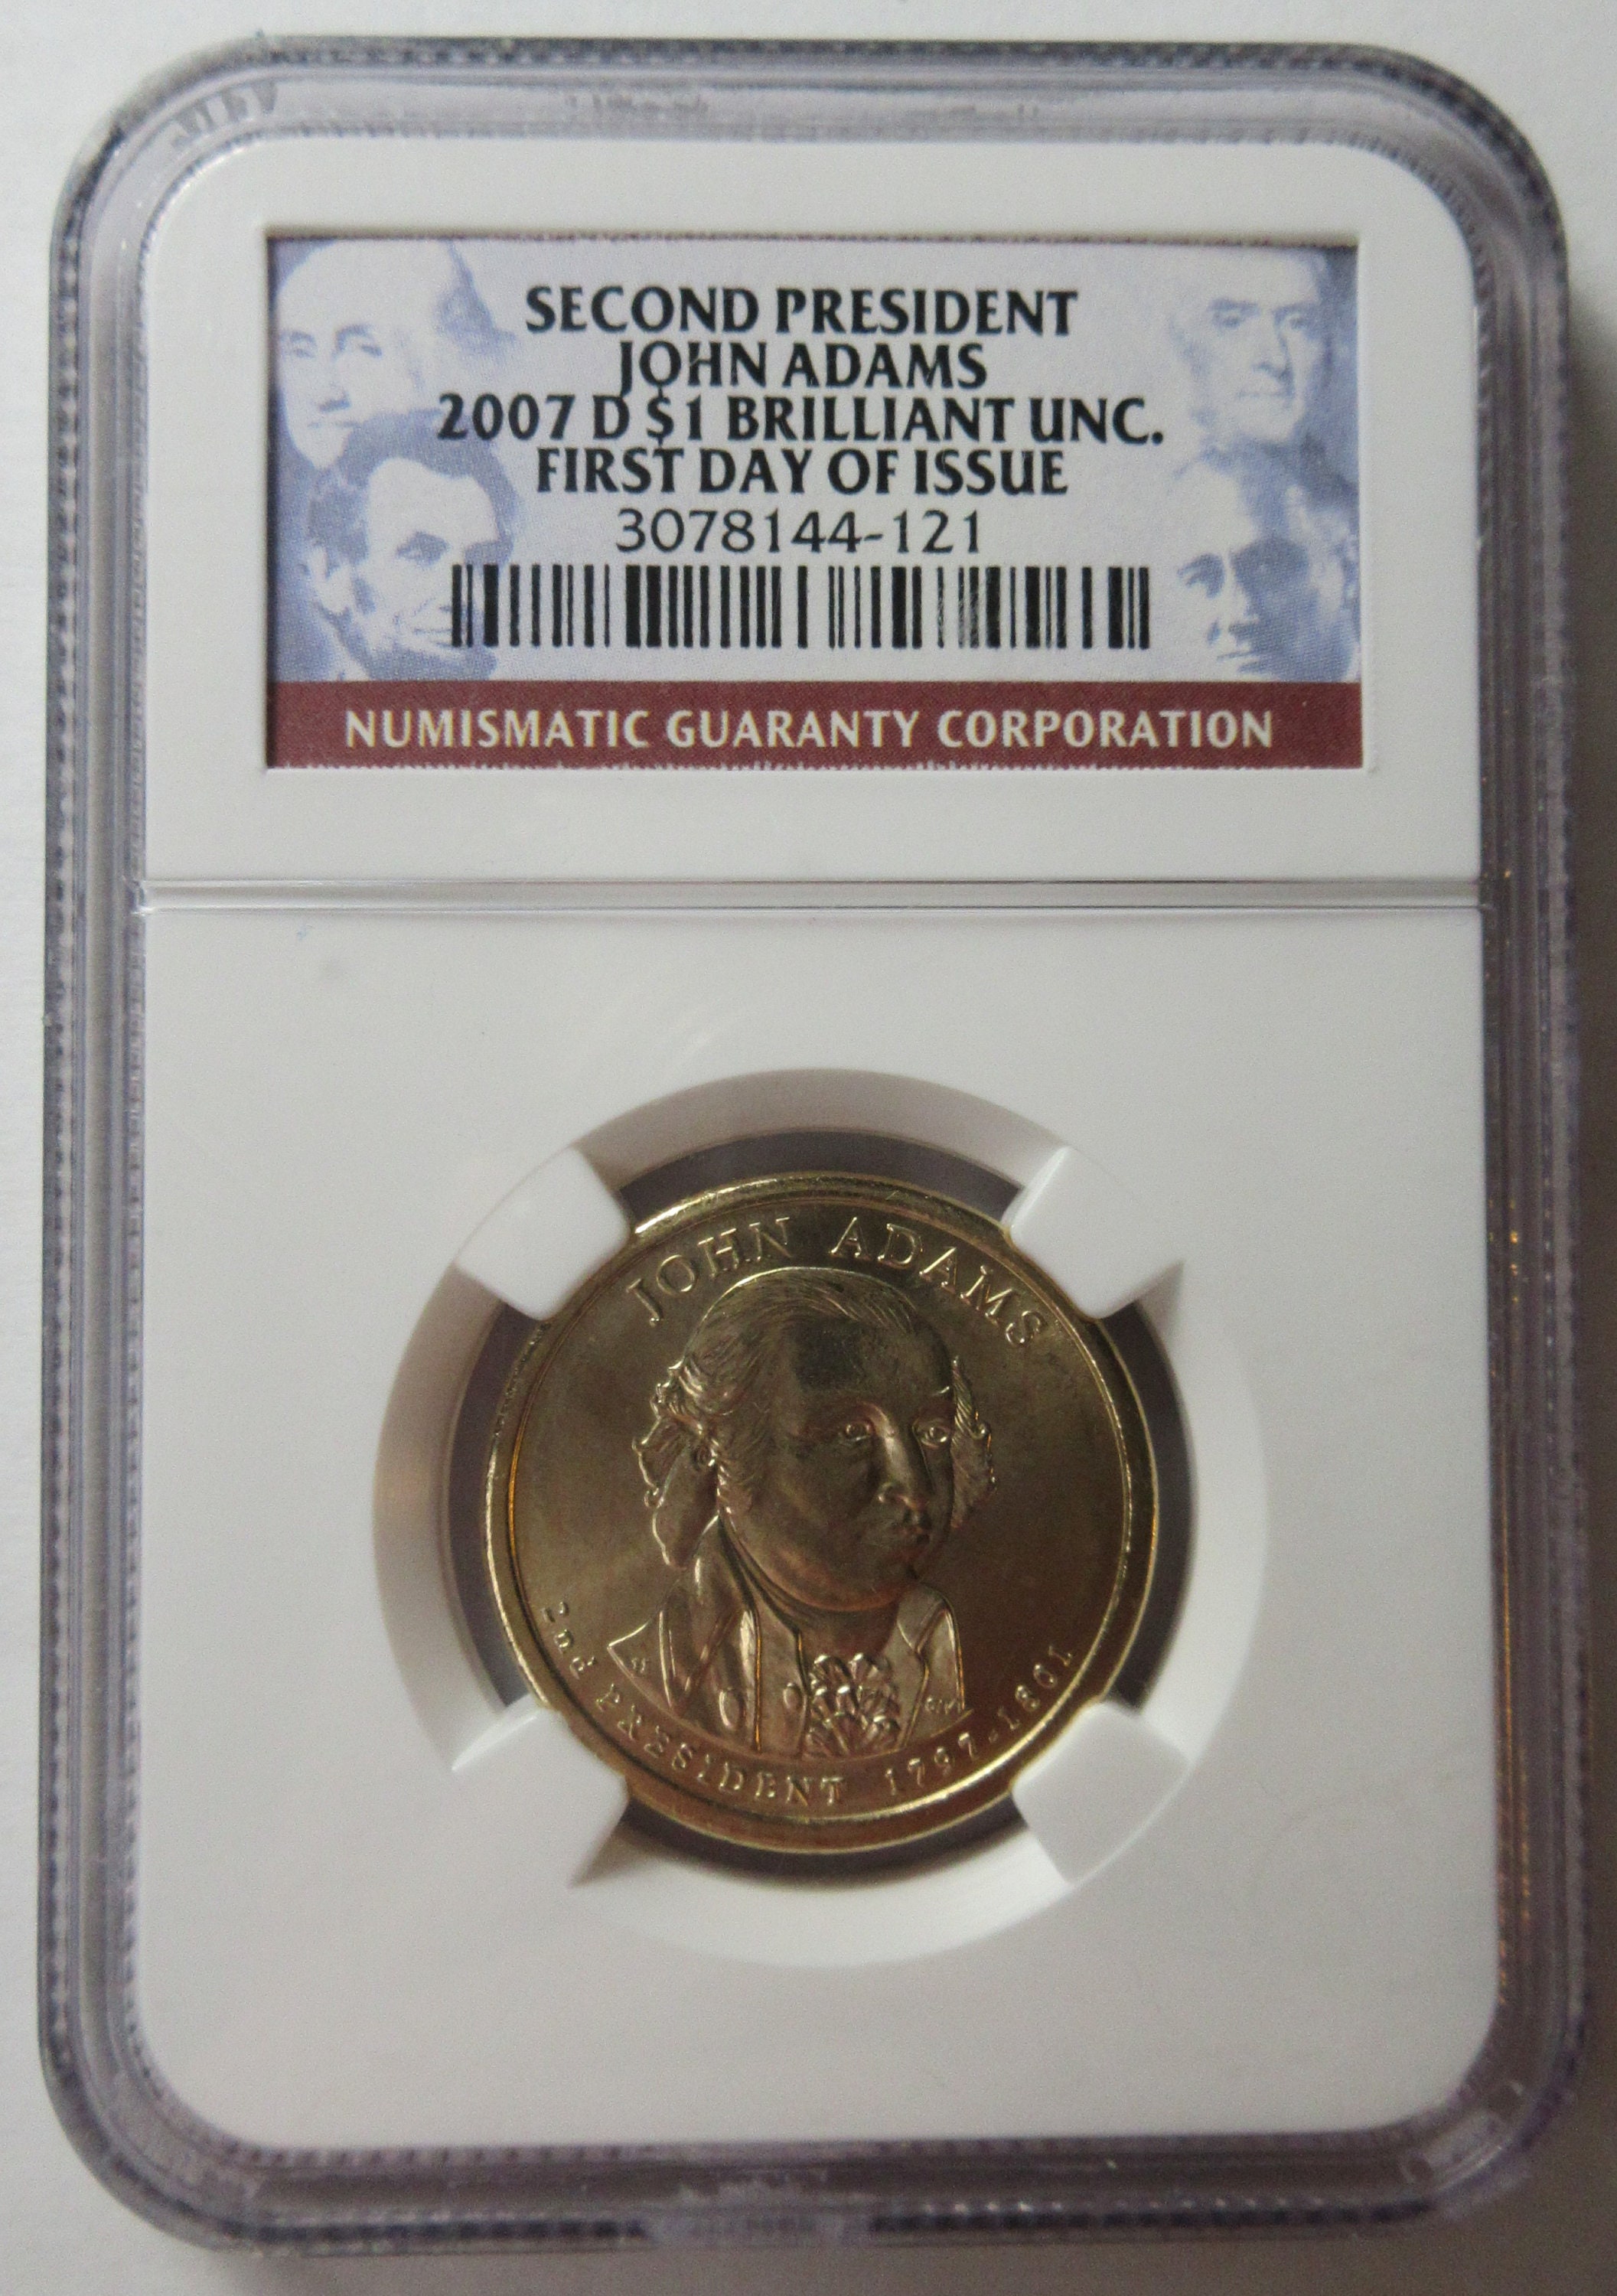 SECOND PRESIDENT
JOHN ADAMS
2007 D $1 BRILLIANT UNC.
FIRST DAY OF ISSUE
3078144-121
NUMISMATIC GUARANTY CORPORATION
JOHN ADAMS
2nd PRESIDENT 1797-1801